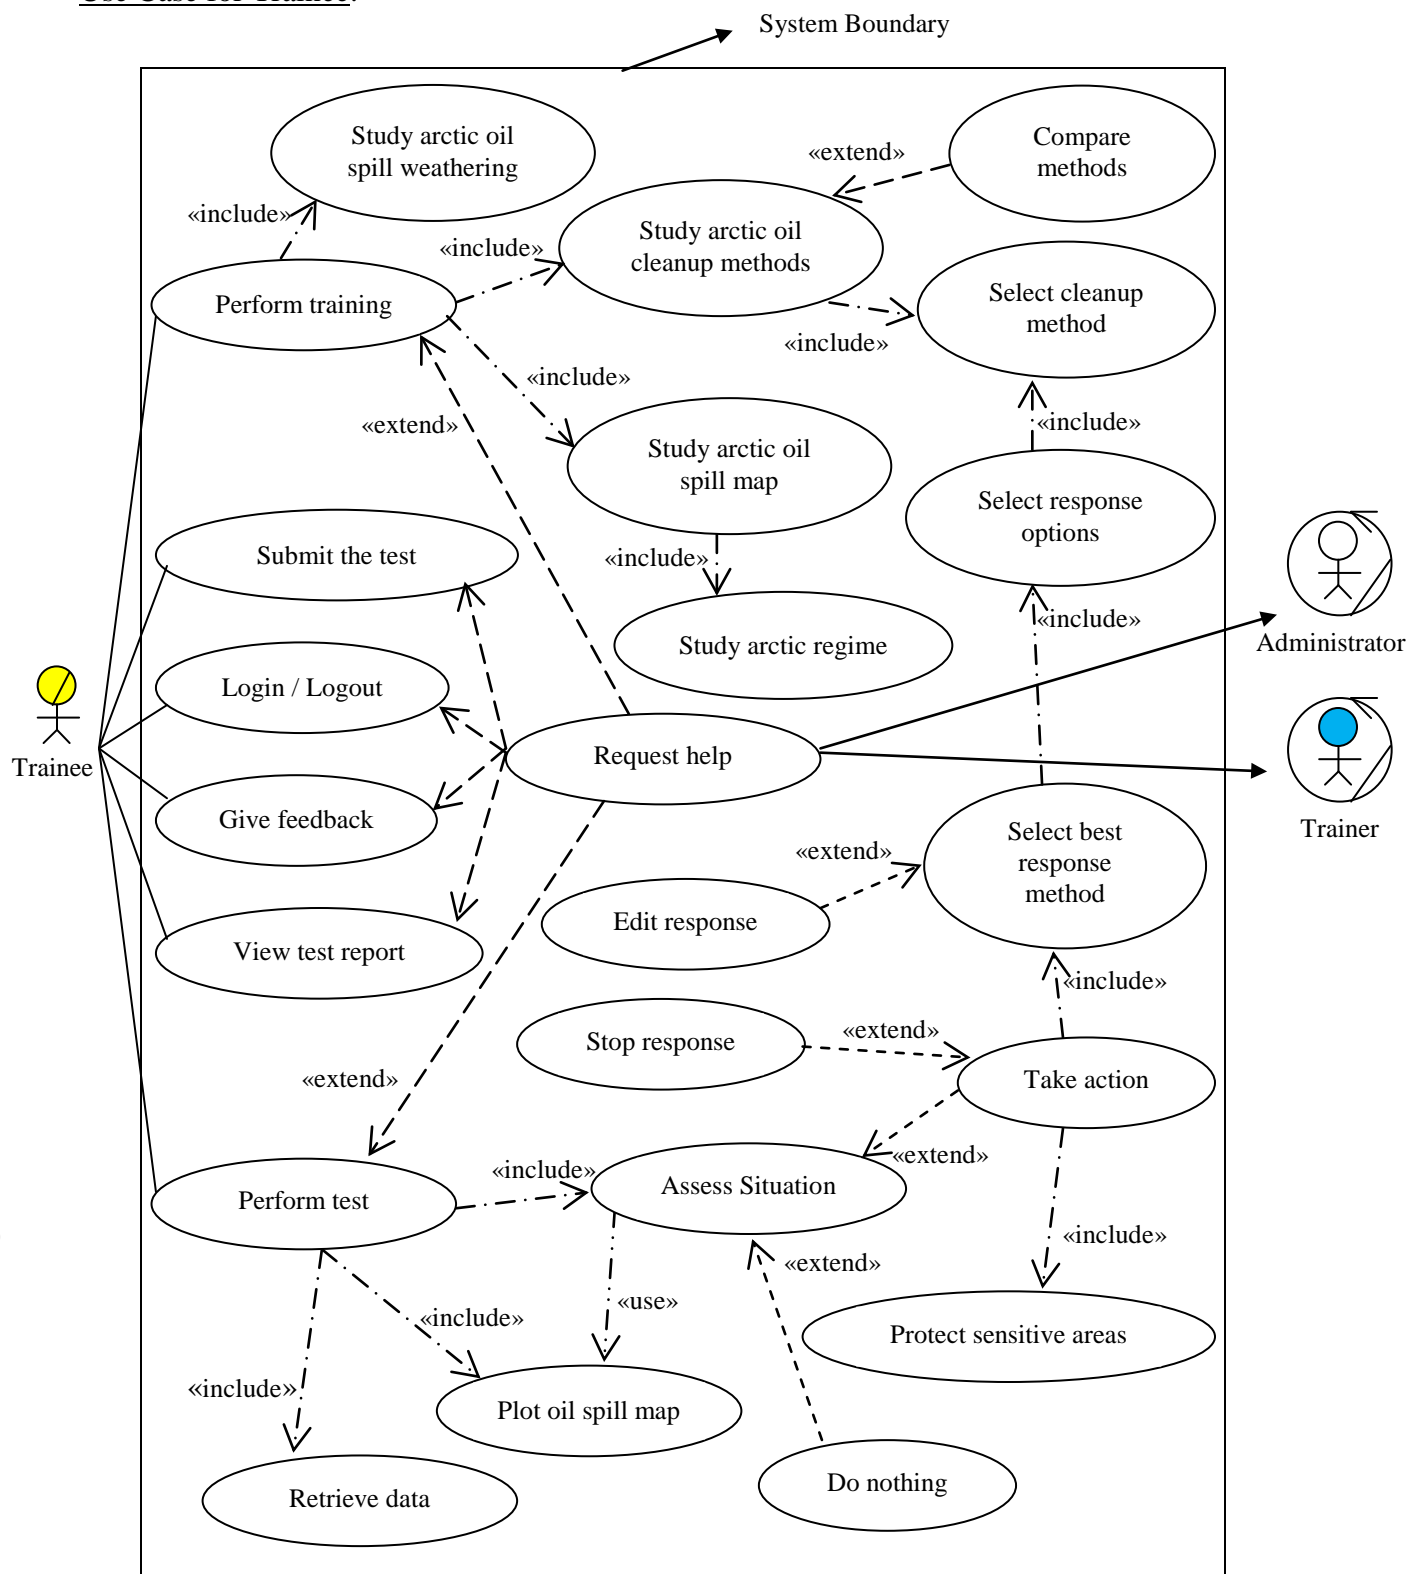 Use Case for Trainee:
System Boundary
Study arctic oil
spill weathering
«extend»
Compare
methods
«include»
«include»
Study arctic oil
cleanup methods
Perform training
Select cleanup
method
«include»
«include»
«extend»
«include»
Study arctic oil
spill map
Select response
options
Submit the test
«include»
«include»
Study arctic regime
Administrator
Login / Logout
Trainee
Request help
Give feedback
Trainer
Select best
response
method
«extend»
Edit response
View test report
«include»
Stop response
«extend»
Take action
«extend»
«extend»
«include»
Assess Situation
Perform test
«include»
«extend»
«use»
«include»
Protect sensitive areas
«include»
Plot oil spill map
Do nothing
Retrieve data